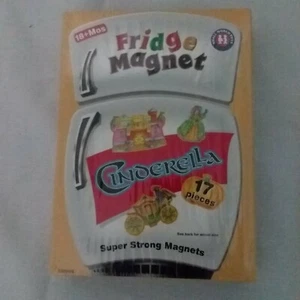 18+Mos
Fridge
Magnet
CINDERELLA
17
pieces
Super Strong Magnets